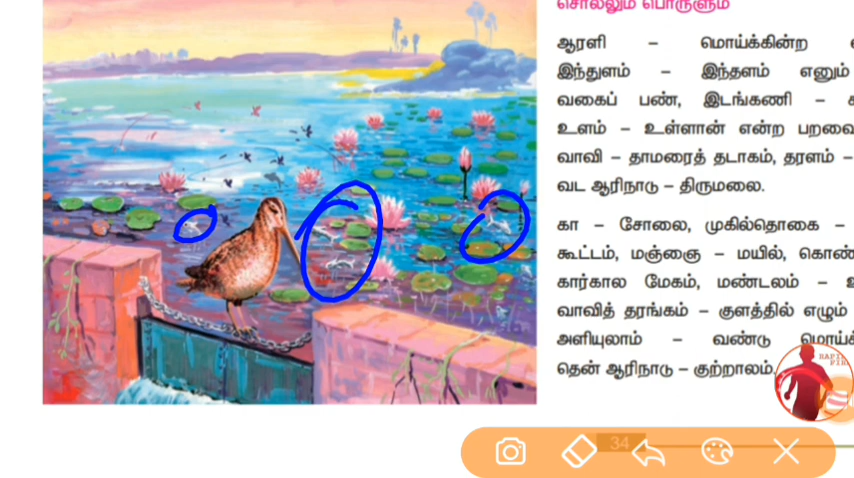 சொல்லும் பொருளும்
ஆரளி – மொய்க்கின்ற
இந்துளம் – இந்தளம் எனும்
வகைப் பண், இடங்கணி –
உளம் – உள்ளான் என்ற பறவை
வாவி – தாமரைத் தடாகம், தரளம் –
வட ஆரிநாடு – திருமலை.
கா – சோலை, முகில்தொகை –
கூட்டம், மஞ்ஞை – மயில், கொண்
கார்கால மேகம், மண்டலம் –
வாவித் தரங்கம் – குளத்தில் எழும்
அளியுலாம் – வண்டு மொய்க்
தென் ஆரிநாடு – குற்றாலம்.
34